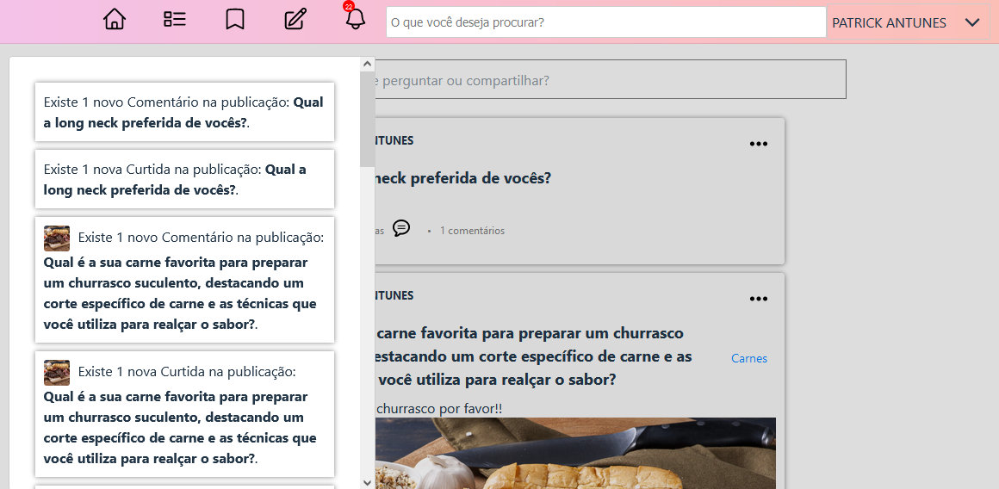 22
O que você deseja procurar?
PATRICK ANTUNES
Existe 1 novo Comentário na publicação: Qual
a long neck preferida de vocês?.
Existe 1 nova Curtida na publicação: Qual a
long neck preferida de vocês?.
Existe 1 novo Comentário na publicação:
Qual é a sua carne favorita para preparar
um churrasco suculento, destacando um
corte específico de carne e as técnicas que
você utiliza para realçar o sabor?.
Existe 1 nova Curtida na publicação:
Qual é a sua carne favorita para preparar
um churrasco suculento, destacando um
corte específico de carne e as técnicas que
você utiliza para realçar o sabor?.
e perguntar ou compartilhar?
NTUNES
neck preferida de vocês?
as • 1 comentários
NTUNES
carne favorita para preparar um churrasco
estacando um corte específico de carne e as
você utiliza para realçar o sabor?
Carnes
churrasco por favor!!